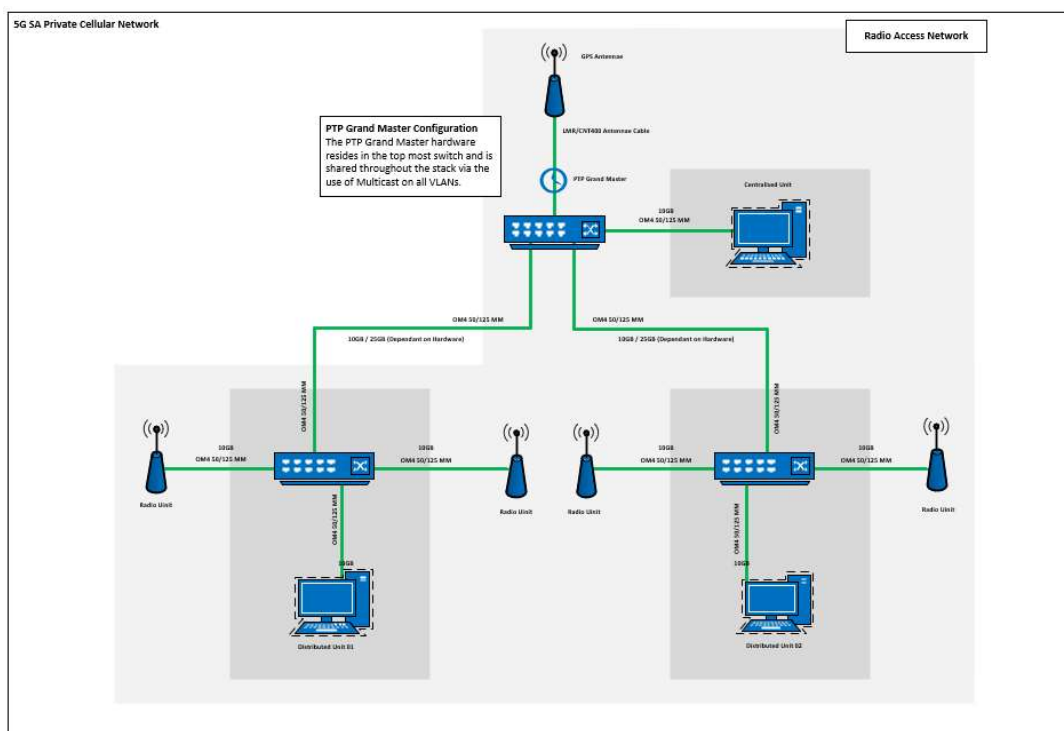 5G SA Private Cellular Network
Radio Access Network
GPS Antennae
PTP Grand Master Configuration
The PTP Grand Master hardware
resides in the top most switch and is
shared throughout the stack via the
use of Multicast on all VLANs.
LMR/CNT400 Antennae Cable
PTP Grand Master
Centralised Unit
10GB
OM4 50/125 MM
OM4 50/125 MM
10GB / 25GB (Dependant on Hardware)
OM4 50/125 MM
10GB / 25GB (Dependant on Hardware)
OM4 50/125 MM
OM4 50/125 MM
10GB
OM4 50/125 MM
10GB
OM4 50/125 MM
10GB
OM4 50/125 MM
10GB
OM4 50/125 MM
Radio Uinit
Radio Uinit
Radio Uinit
Radio Uinit
OM4 50/125 MM
OM4 50/125 MM
10GB
10GB
Distributed Unit 01
Distributed Unit 02